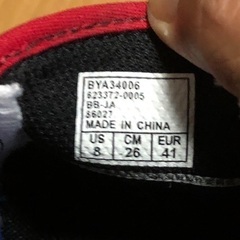 BYA34006
623372-0005
BB-JA
S6027
MADE IN CHINA
US CM EUR
8 26 41